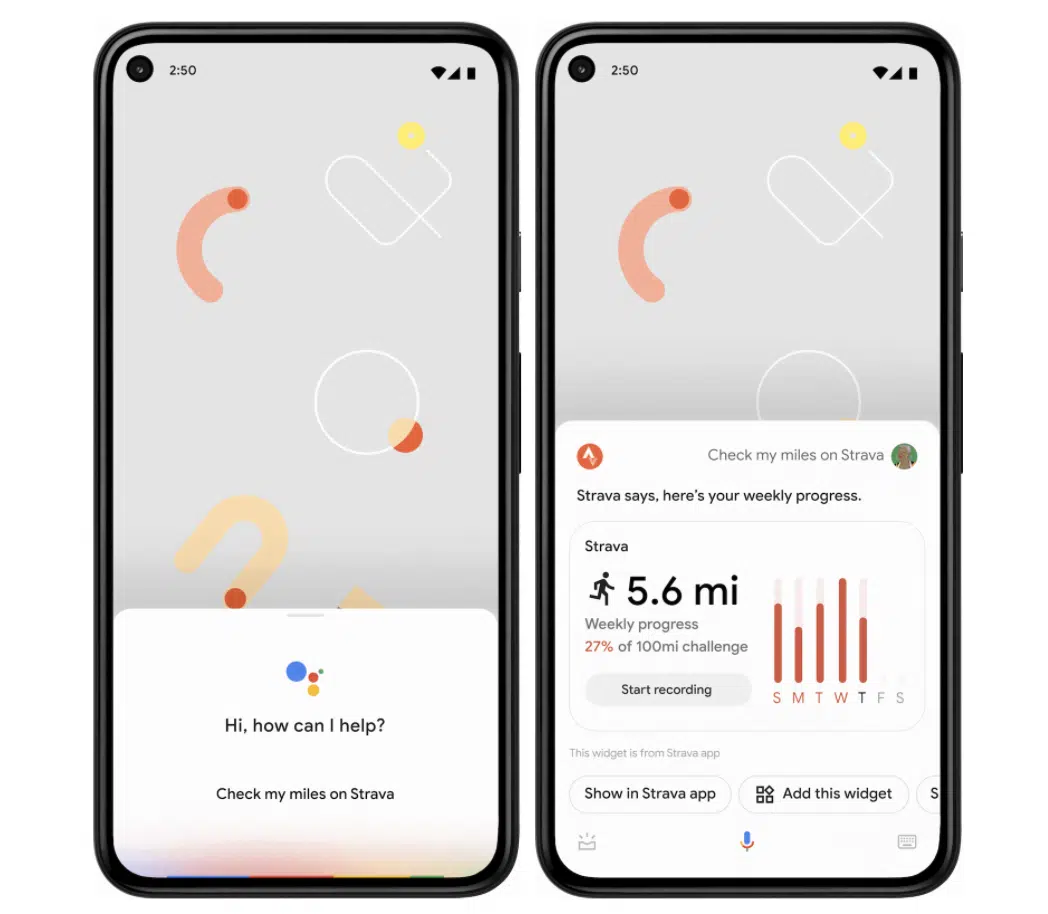 2:50
Hi, how can I help?
Check my miles on Strava
2:50
Check my miles on Strava
Strava says, here's your weekly progress.
Strava
5.6 mi
Weekly progress
27% of 100mi challenge
Start recording
S M T W T F S
This widget is from Strava app
Show in Strava app
Add this widget
S